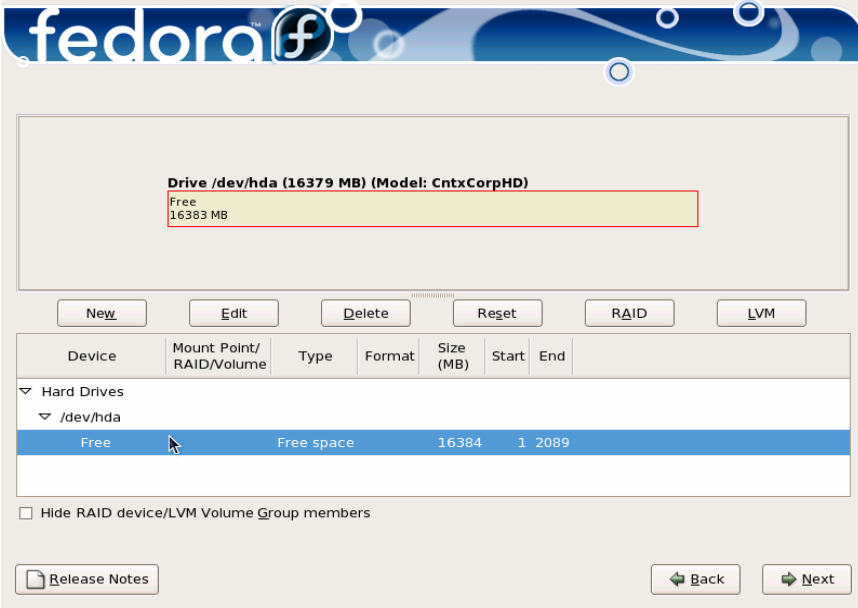 fedora™
Drive /dev/hda (16379 MB) (Model: CntxCorpHD)
Free
16383 MB
New Edit Delete Reset RAID LVM
Device Mount Point/ RAID/Volume Type Format Size (MB) Start End
Hard Drives
/dev/hda
Free Free space 16384 1 2089
Hide RAID device/LVM Volume Group members
Release Notes Back Next